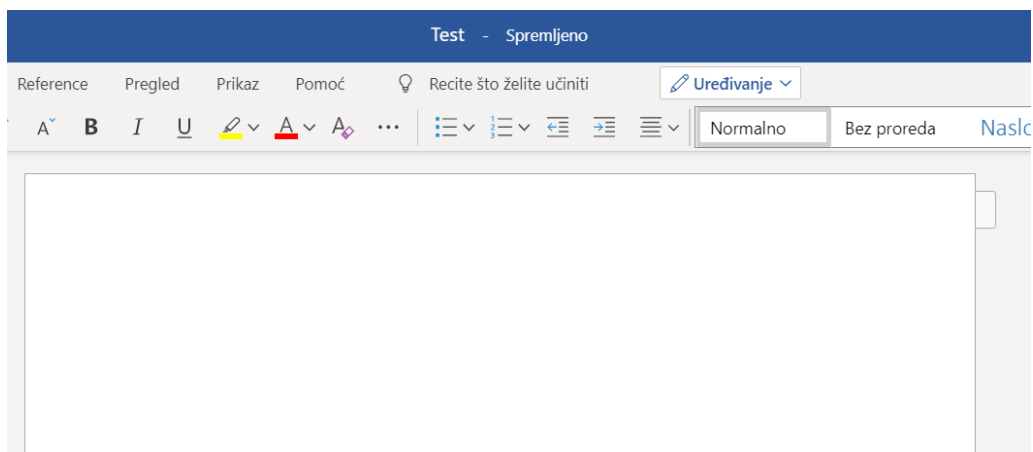 Test - Spremljeno
Reference Pregled Prikaz Pomoć Recite što želite učiniti Uređivanje
A B I U A A ... Normalno Bez proreda Naslo